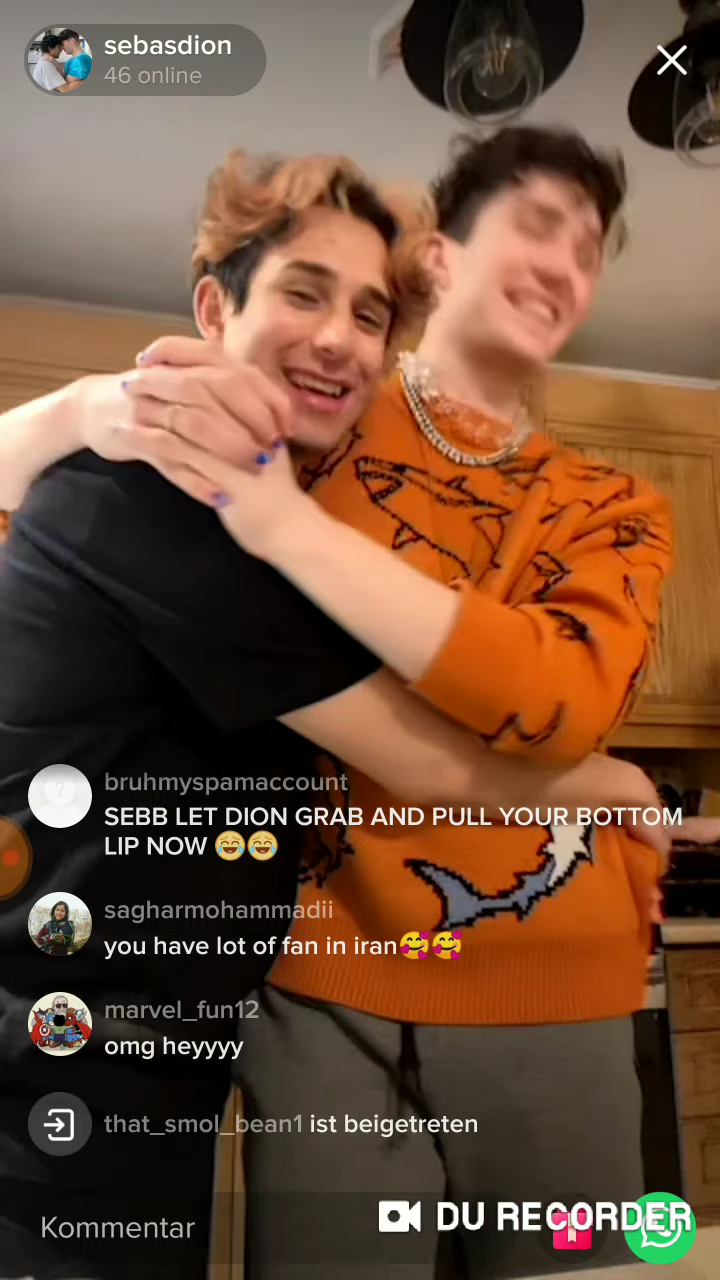 sebasdion
46 online
bruhmyspamaccount
SEBB LET DION GRAB AND PULL YOUR BOTTOM
LIP NOW 😂😂
sagharmohammadii
you have lot of fan in iran🥰🥰
marvel_fun12
omg heyyyy
that_smol_bean1 ist beigetreten
Kommentar
DU RECORDER